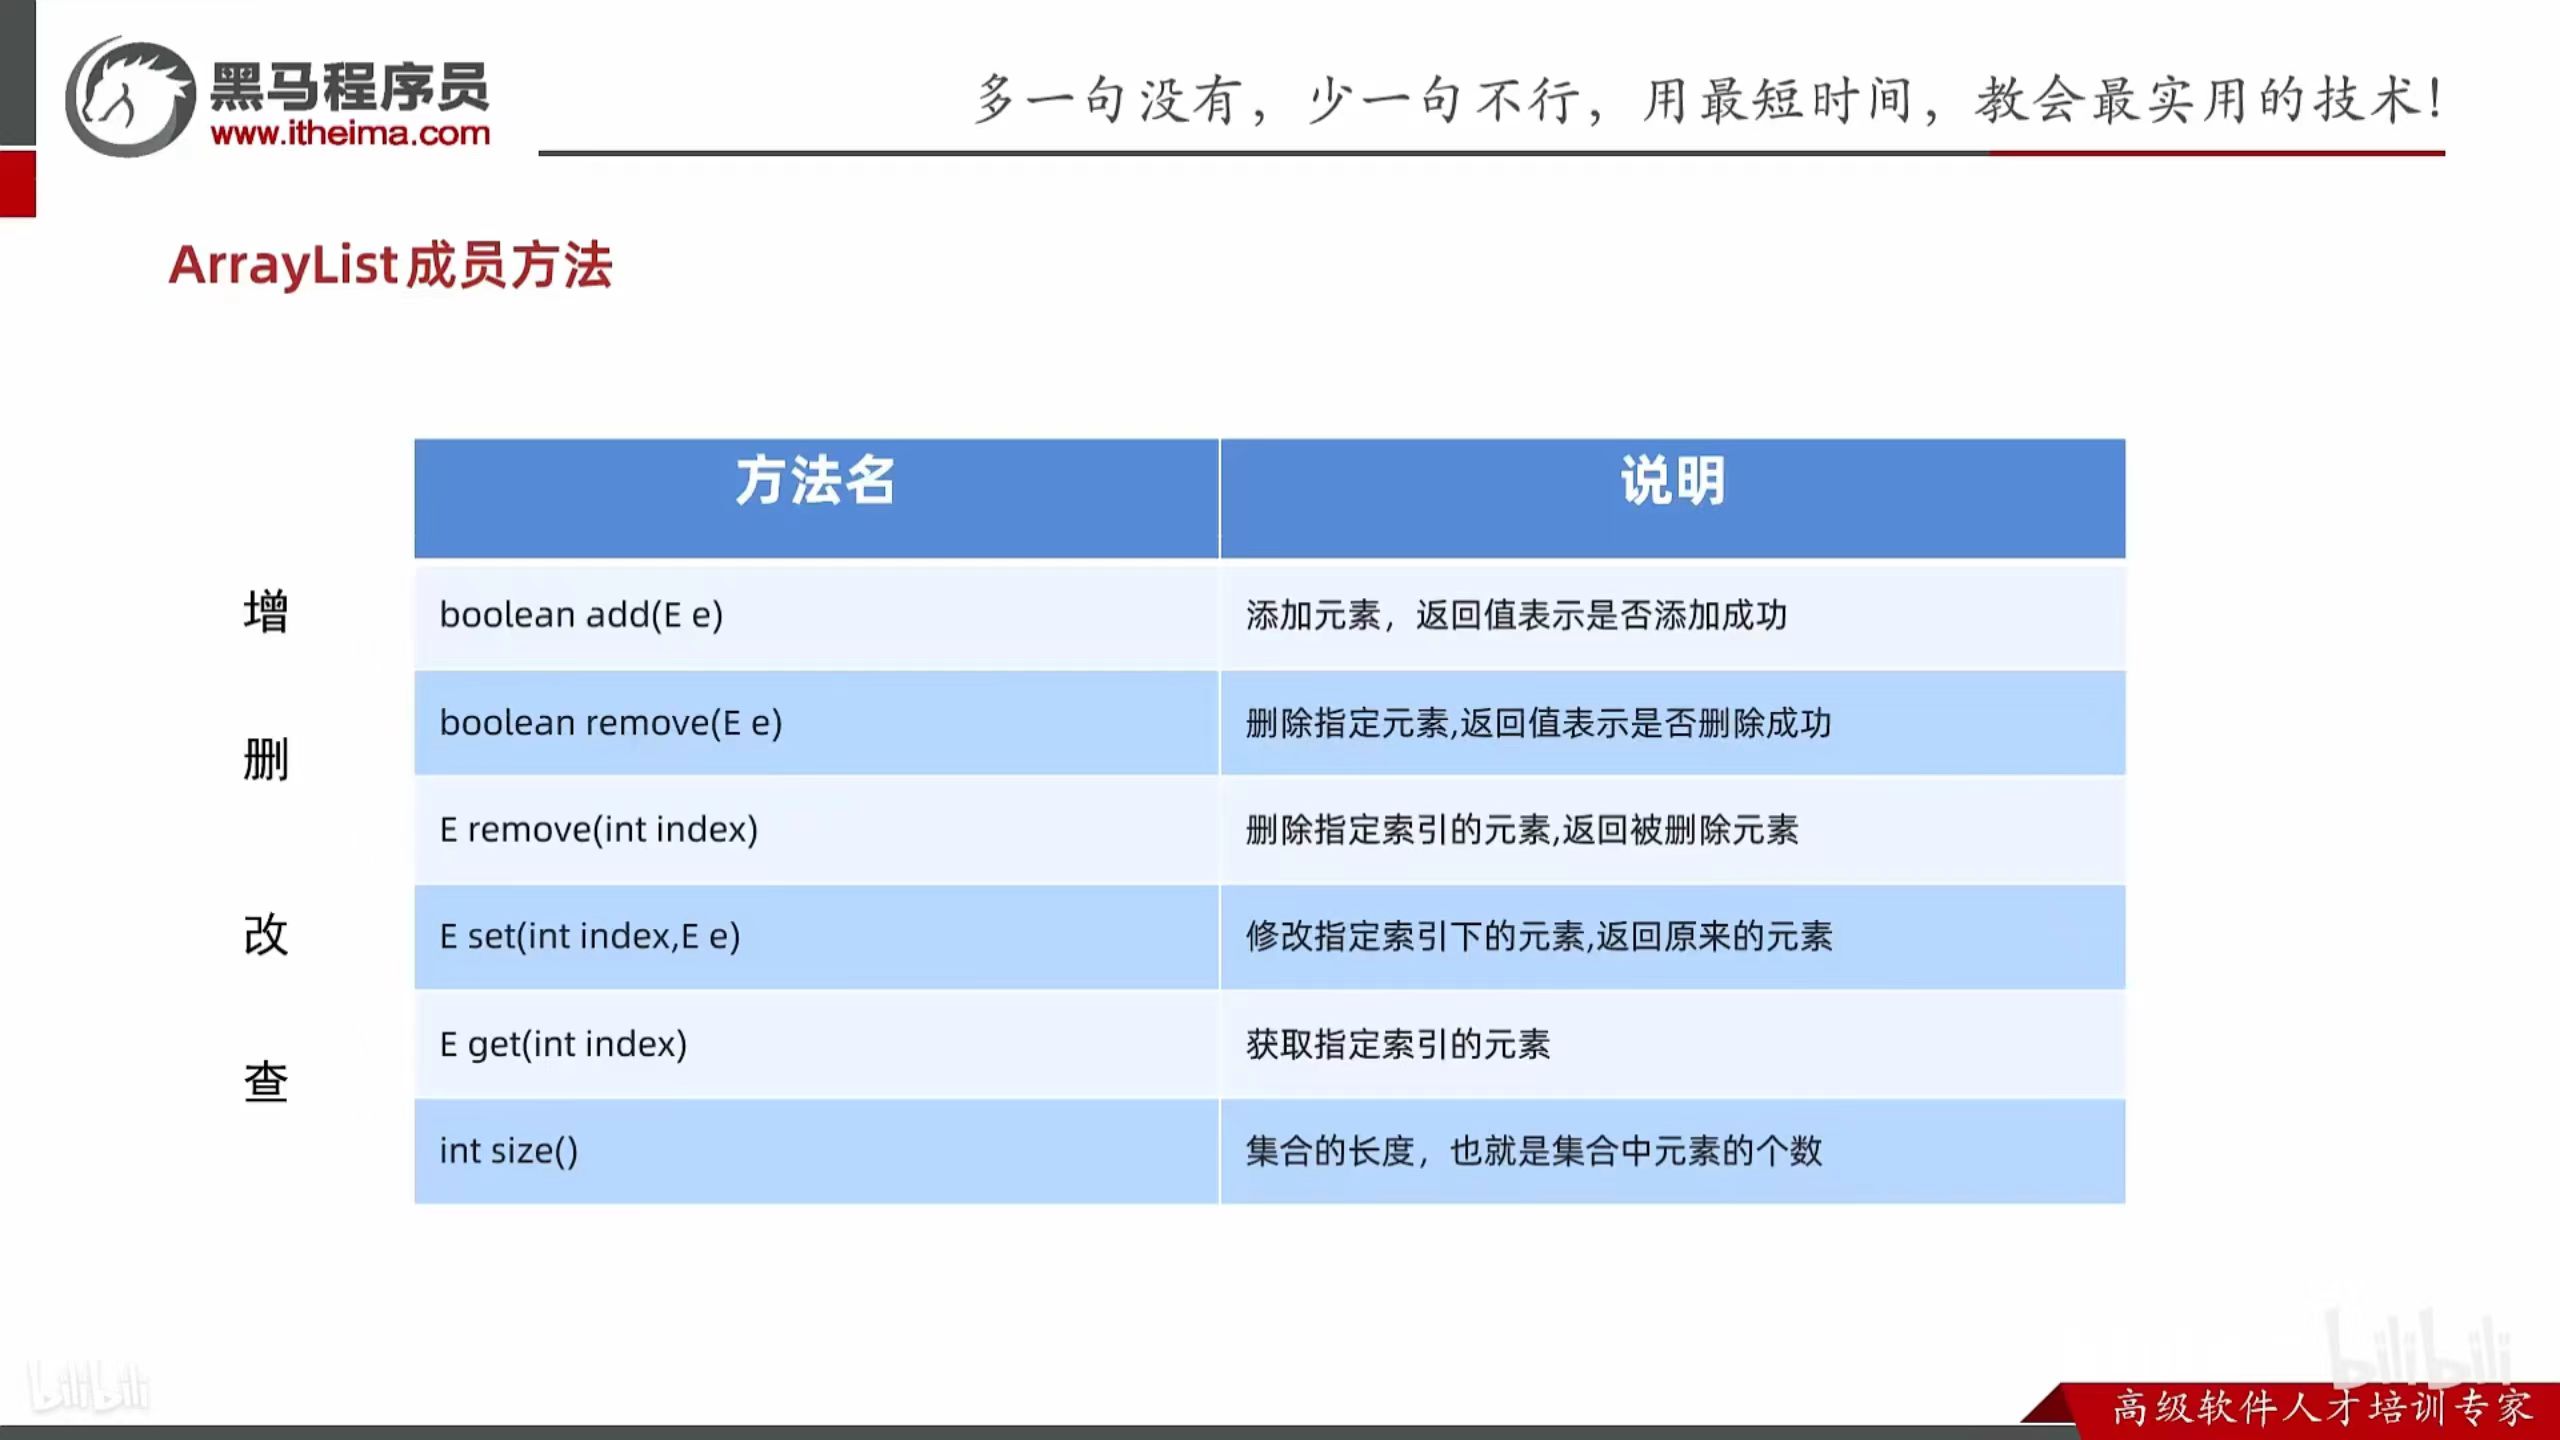 黑马程序员
www.itheima.com
多一句没有，少一句不行，用最短时间，教会最实用的技术！
ArrayList成员方法
方法名 说明
增
boolean add(E e) 添加元素，返回值表示是否添加成功
删
boolean remove(E e) 删除指定元素,返回值表示是否删除成功
E remove(int index) 删除指定索引的元素,返回被删除元素
改
E set(int index,E e) 修改指定索引下的元素,返回原来的元素
查
E get(int index) 获取指定索引的元素
int size() 集合的长度，也就是集合中元素的个数
bilibili
bilibili
高级软件人才培训专家